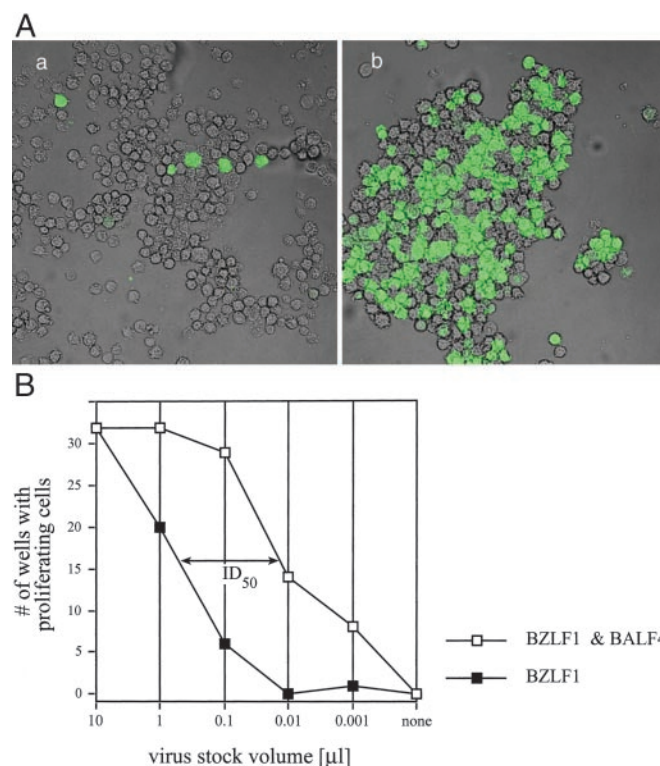 A
a
b
B
# of wells with
proliferating cells
30
25
20
15
10
5
0
ID50
10
1
0.1
0.01
0.001
none
virus stock volume [µl]
BZLF1 & BALF4
BZLF1